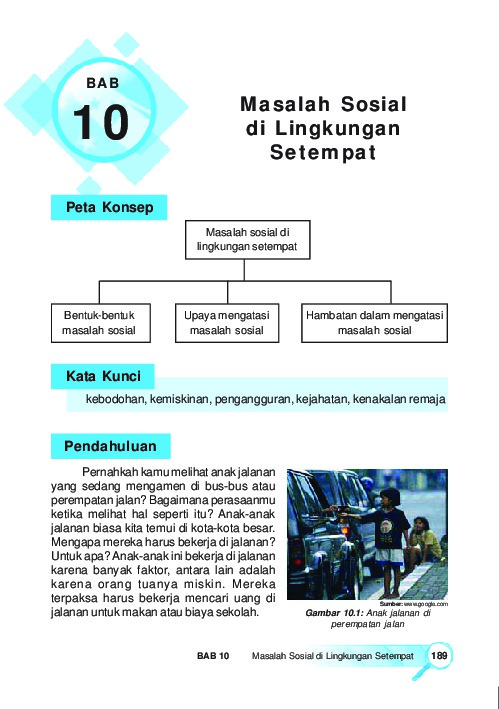 BAB
10
Masalah Sosial
di Lingkungan
Setempat
Peta Konsep
Masalah sosial di
lingkungan setempat
Bentuk-bentuk
masalah sosial
Upaya mengatasi
masalah sosial
Hambatan dalam mengatasi
masalah sosial
Kata Kunci
kebodohan, kemiskinan, pengangguran, kejahatan, kenakalan remaja
Pendahuluan
Pernahkah kamu melihat anak jalanan
yang sedang mengamen di bus-bus atau
perempatan jalan? Bagaimana perasaanmu
ketika melihat hal seperti itu? Anak-anak
jalanan biasa kita temui di kota-kota besar.
Mengapa mereka harus bekerja di jalanan?
Untuk apa? Anak-anak ini bekerja di jalanan
karena banyak faktor, antara lain adalah
karena orang tuanya miskin. Mereka
terpaksa harus bekerja mencari uang di
jalanan untuk makan atau biaya sekolah.
Sumber: www.google.com
Gambar 10.1: Anak jalanan di
perempatan jalan
BAB 10 Masalah Sosial di Lingkungan Setempat 189